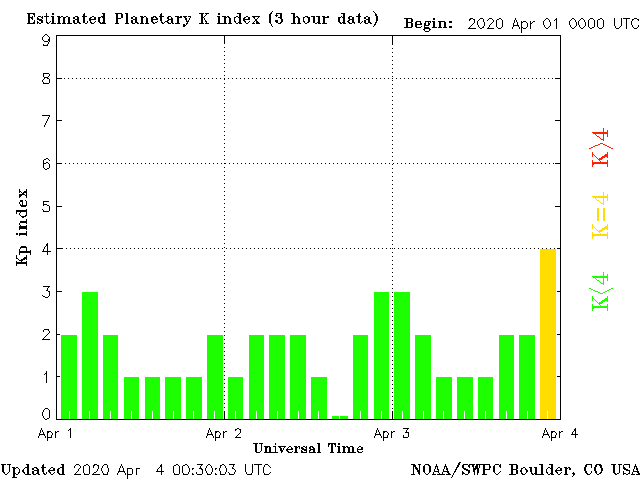 Estimated Planetary K index (3 hour data) Begin: 2020 Apr 01 0000 UTC
9
8
7
6
5
4
3
2
1
0
Kp index
K>4
K=4
K<4
Apr 1 Apr 2 Apr 3 Apr 4
Universal Time
Updated 2020 Apr 4 00:30:03 UTC NOAA/SWPC Boulder, CO USA